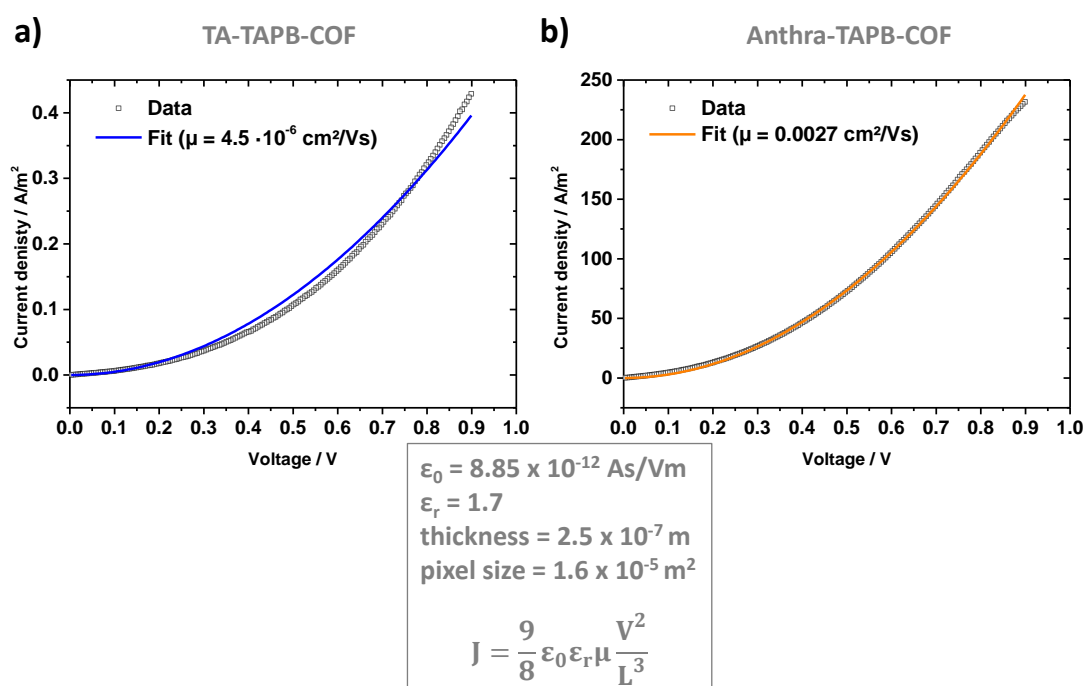 a)
TA-TAPB-COF
Data
Fit (µ = 4.5 ·10⁻⁶ cm²/Vs)
Current denisty / A/m²
0.4
0.3
0.2
0.1
0.0
0.0 0.1 0.2 0.3 0.4 0.5 0.6 0.7 0.8 0.9 1.0
Voltage / V
b)
Anthra-TAPB-COF
Data
Fit (µ = 0.0027 cm²/Vs)
Current density / A/m²
250
200
150
100
50
0
0.0 0.1 0.2 0.3 0.4 0.5 0.6 0.7 0.8 0.9 1.0
Voltage / V
ε₀ = 8.85 x 10⁻¹² As/Vm
εᵣ = 1.7
thickness = 2.5 x 10⁻⁷ m
pixel size = 1.6 x 10⁻⁵ m²
J = 9/8 ε₀εᵣµ V²/L³